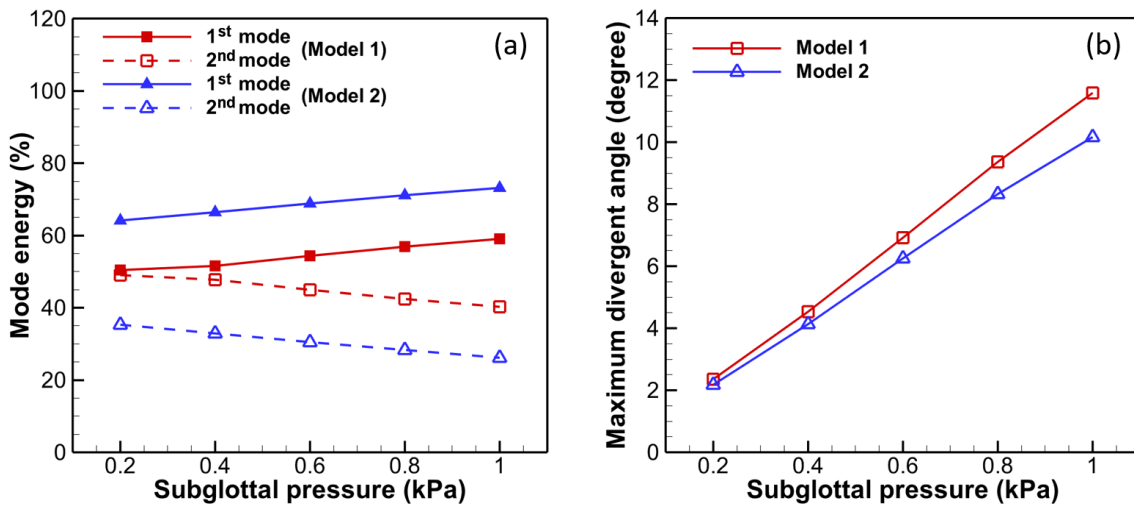 120
100
80
60
40
20
0
Mode energy (%)
1st mode
2nd mode
(Model 1)
1st mode
2nd mode
(Model 2)
(a)
0.2 0.4 0.6 0.8 1
Subglottal pressure (kPa)
14
12
10
8
6
4
2
0
Maximum divergent angle (degree)
Model 1
Model 2
(b)
0.2 0.4 0.6 0.8 1
Subglottal pressure (kPa)